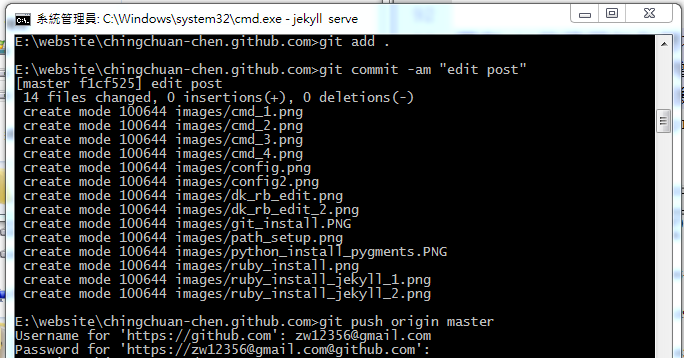 系統管理員: C:\Windows\system32\cmd.exe - jekyll serve
E:\website\chingchuan-chen.github.com>git add .
E:\website\chingchuan-chen.github.com>git commit -am "edit post"
[master f1cf525] edit post
14 files changed, 0 insertions(+), 0 deletions(-)
create mode 100644 images/cmd_1.png
create mode 100644 images/cmd_2.png
create mode 100644 images/cmd_3.png
create mode 100644 images/cmd_4.png
create mode 100644 images/config.png
create mode 100644 images/config2.png
create mode 100644 images/dk_rb_edit.png
create mode 100644 images/dk_rb_edit_2.png
create mode 100644 images/git_install.PNG
create mode 100644 images/path_setup.png
create mode 100644 images/python_install_pygments.PNG
create mode 100644 images/ruby_install.png
create mode 100644 images/ruby_install_jekyll_1.png
create mode 100644 images/ruby_install_jekyll_2.png
E:\website\chingchuan-chen.github.com>git push origin master
Username for 'https://github.com': zw12356@gmail.com
Password for 'https://zw12356@gmail.com@github.com':